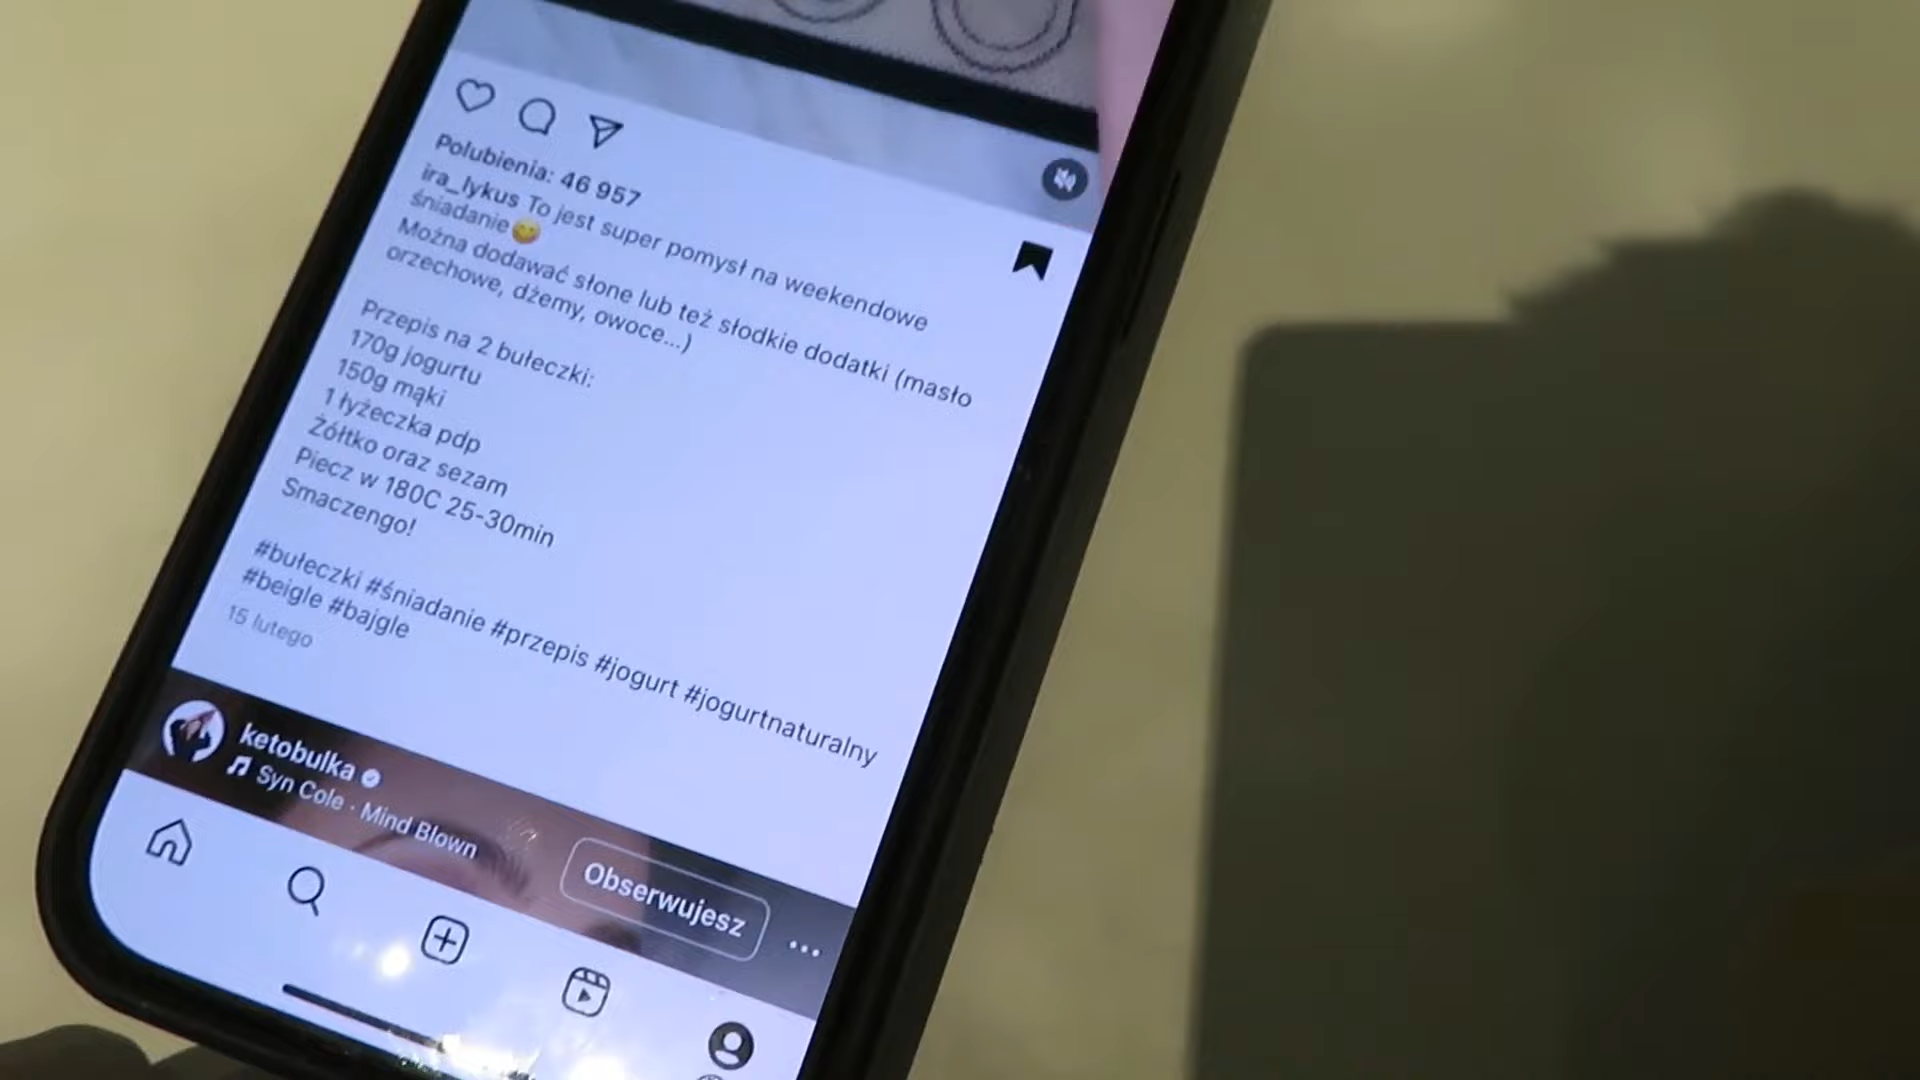 Polubienia: 46 957
ira_lykus To jest super pomysł na weekendowe
śniadanie😋
Można dodawać słone lub też słodkie dodatki (masło
orzechowe, dżemy, owoce...)
Przepis na 2 bułeczki:
170g jogurtu
150g mąki
1 łyżeczka pdp
Żółtko oraz sezam
Piecz w 180C 25-30min
Smaczengo!
#bułeczki #śniadanie #przepis #jogurt #jogurtnaturalny
#beigle #bajgle
15 lutego
ketobulka
Syn Cole · Mind Blown
Obserwujesz